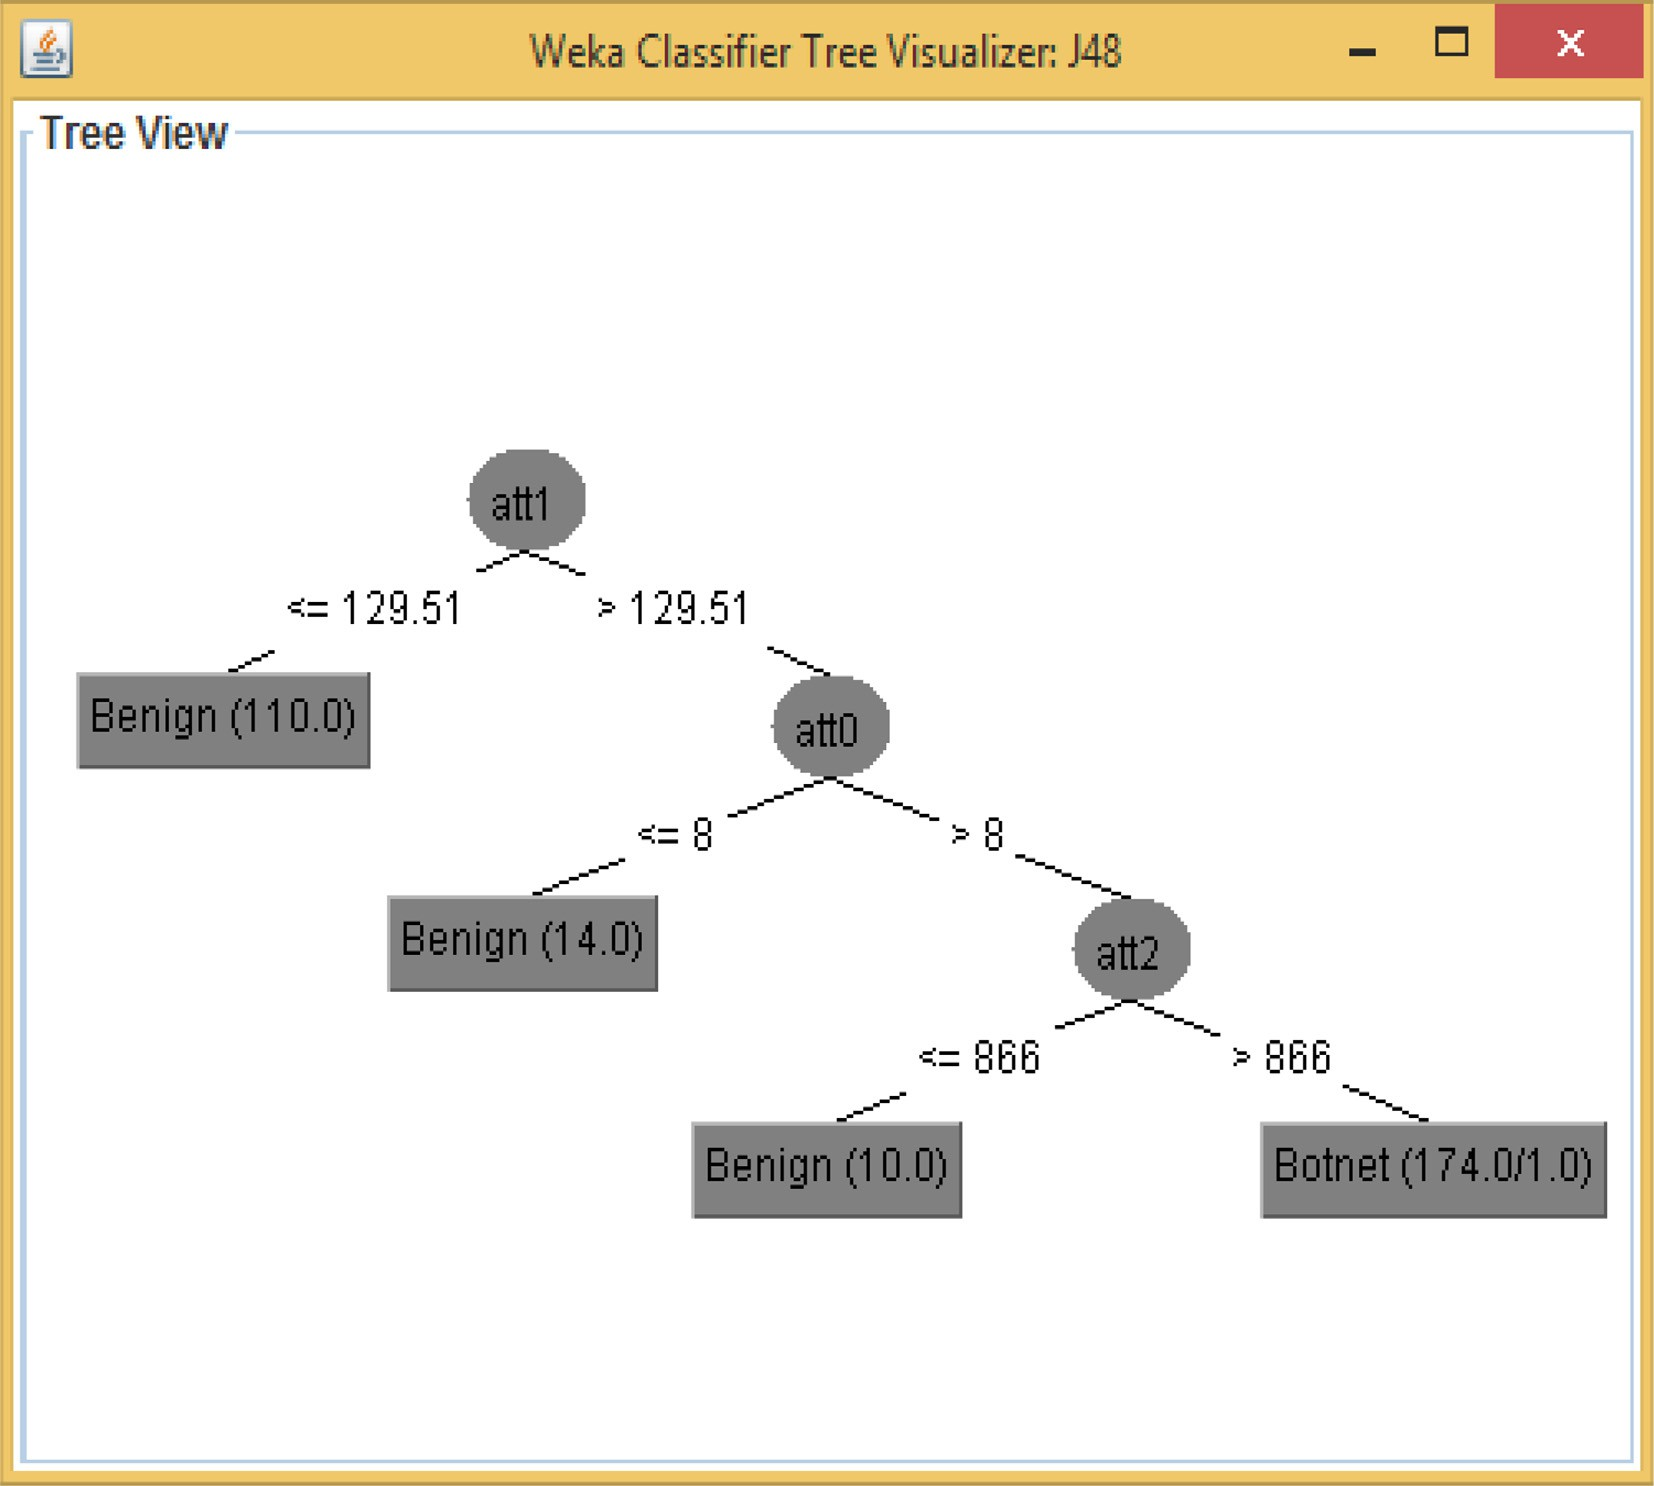 Weka Classifier Tree Visualizer: J48
Tree View
att1
<= 129.51
> 129.51
Benign (110.0)
att0
<= 8
> 8
Benign (14.0)
att2
<= 866
> 866
Benign (10.0)
Botnet (174.0/1.0)